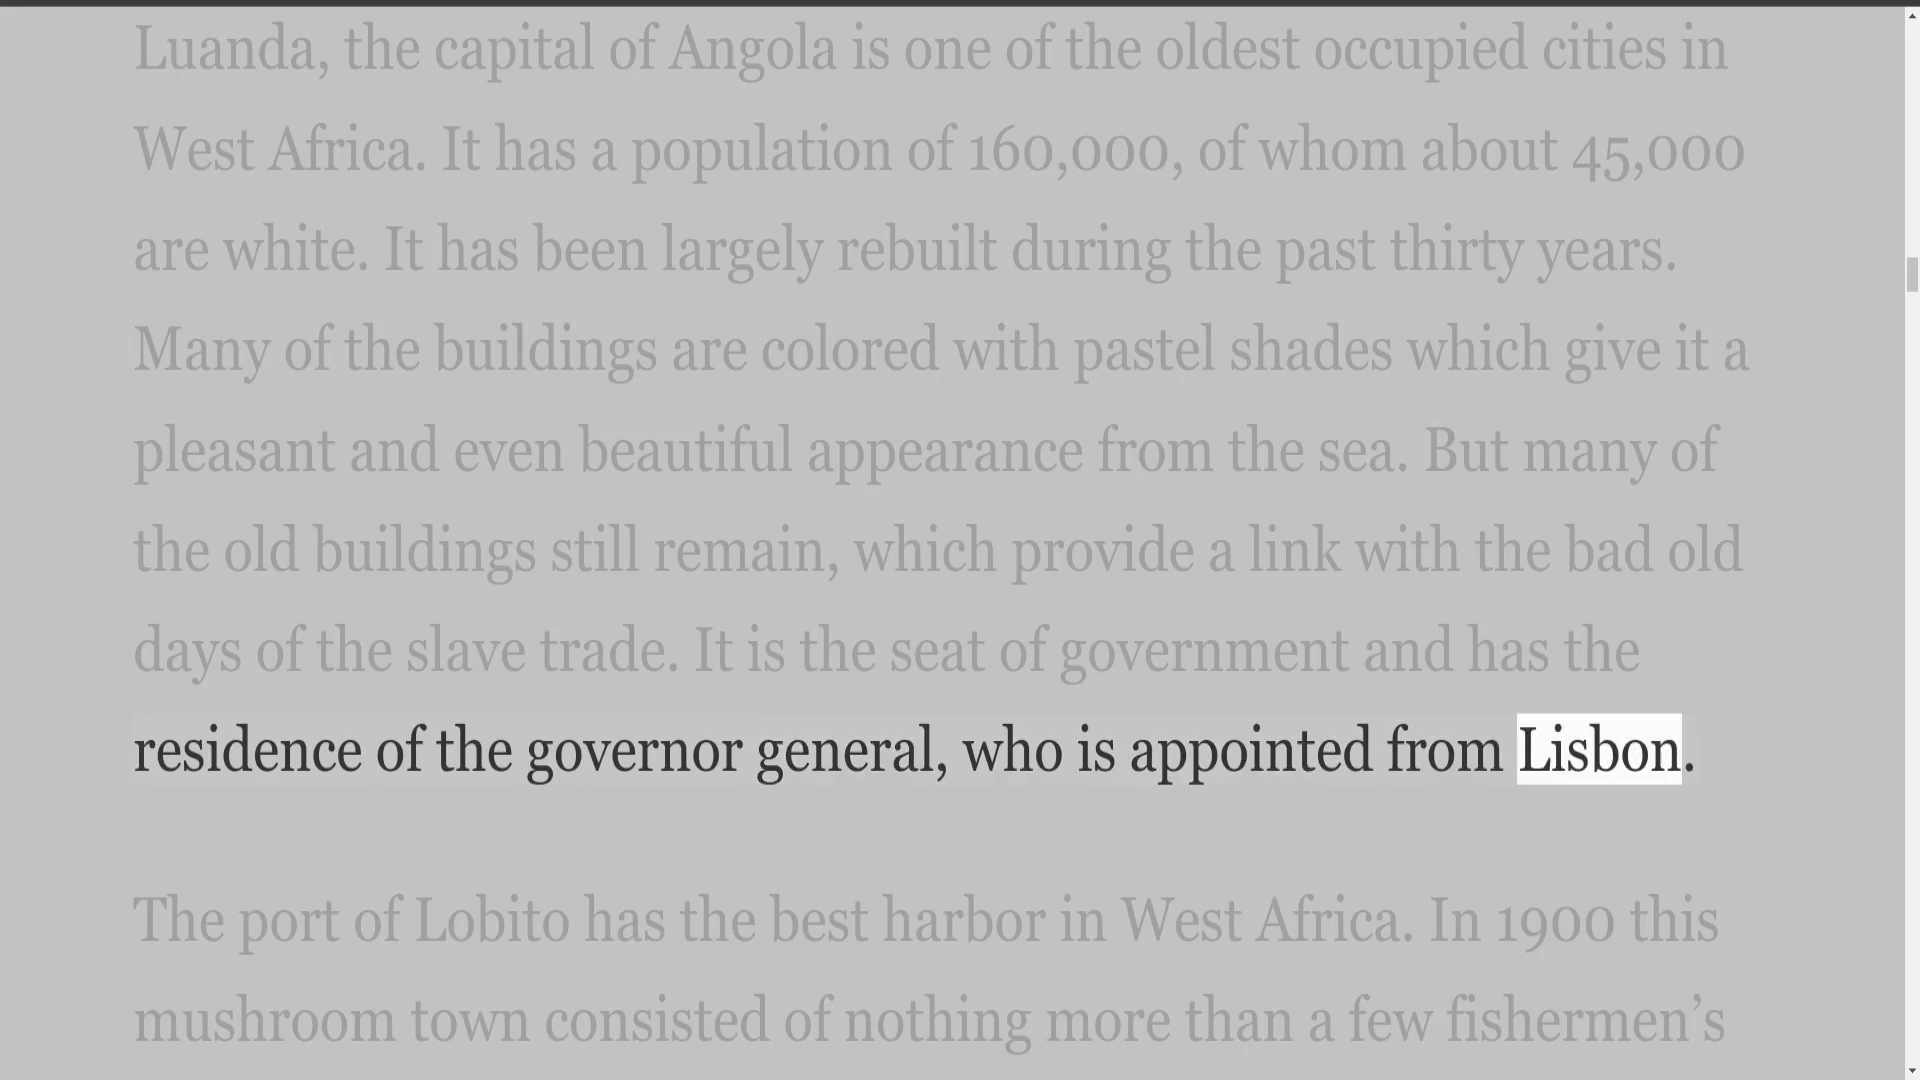 Luanda, the capital of Angola is one of the oldest occupied cities in
West Africa. It has a population of 160,000, of whom about 45,000
are white. It has been largely rebuilt during the past thirty years.
Many of the buildings are colored with pastel shades which give it a
pleasant and even beautiful appearance from the sea. But many of
the old buildings still remain, which provide a link with the bad old
days of the slave trade. It is the seat of government and has the
residence of the governor general, who is appointed from Lisbon.
The port of Lobito has the best harbor in West Africa. In 1900 this
mushroom town consisted of nothing more than a few fishermen’s